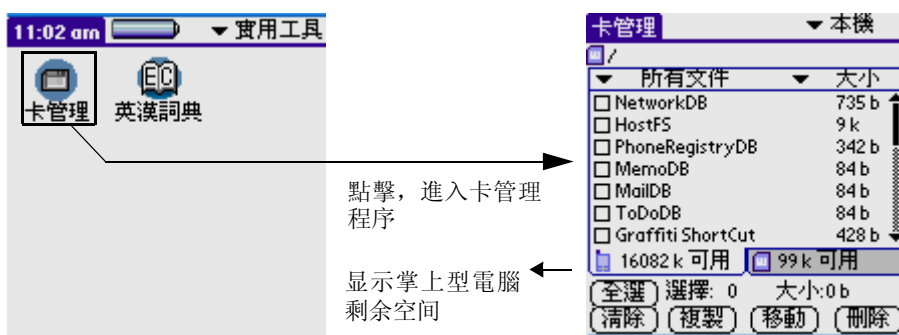 11:02 am ▼ 實用工具
卡管理
英漢詞典
點擊，進入卡管理
程序
显示掌上型電腦
剩余空间
卡管理 ▼ 本機
/
▼ 所有文件 ▼ 大小
NetworkDB 735 b
HostFS 9 k
PhoneRegistryDB 342 b
MemoDB 84 b
MailDB 84 b
ToDoDB 84 b
Graffiti ShortCut 428 b
16082 k 可用 99 k 可用
全選 選擇: 0 大小:0 b
清除 複製 移動 刪除